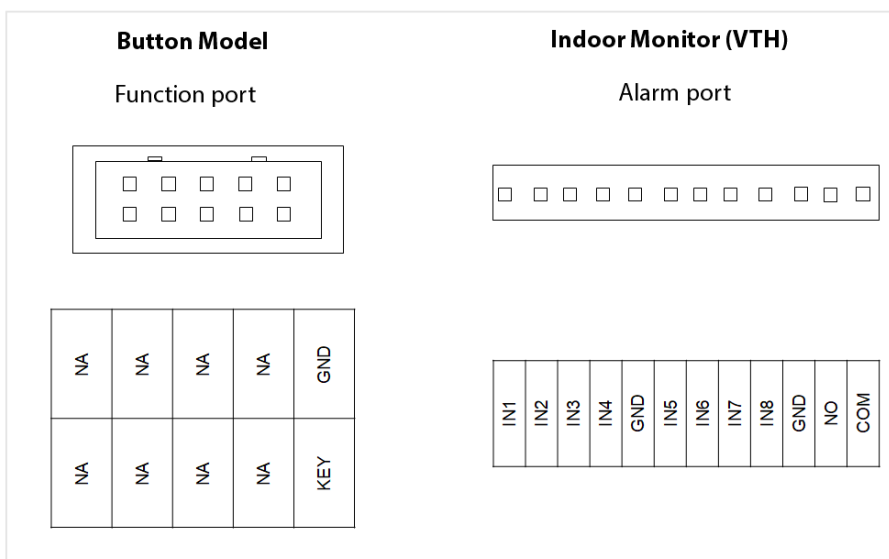 Button Model
Function port
NA NA NA NA GND
NA NA NA NA KEY
Indoor Monitor (VTH)
Alarm port
IN1 IN2 IN3 IN4 GND IN5 IN6 IN7 IN8 GND NO COM